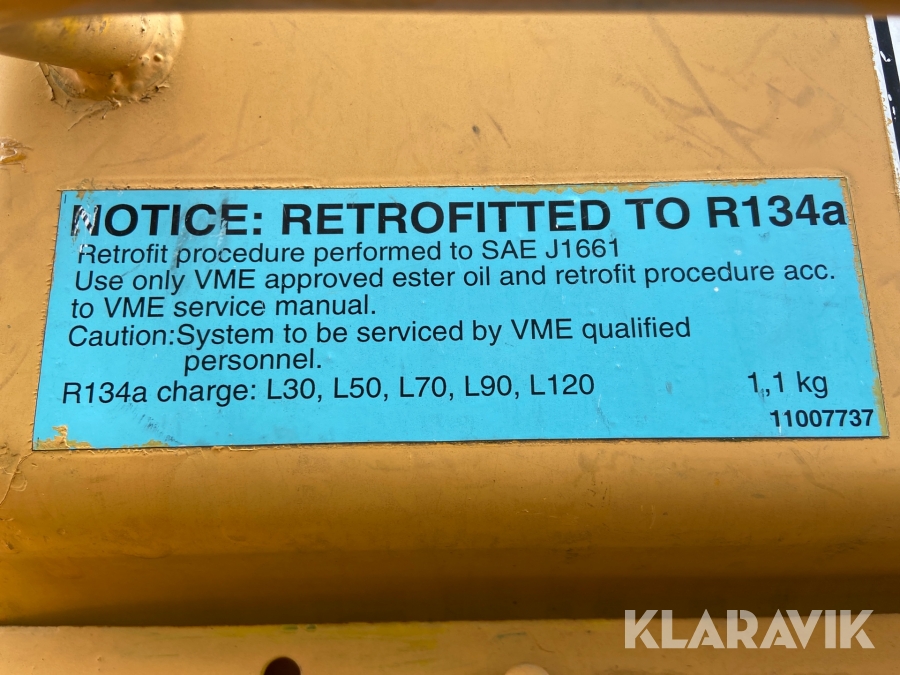 NOTICE: RETROFITTED TO R134a
Retrofit procedure performed to SAE J1661
Use only VME approved ester oil and retrofit procedure acc.
to VME service manual.
Caution:System to be serviced by VME qualified
personnel.
R134a charge: L30, L50, L70, L90, L120 1,1 kg
11007737
KLARAVIK